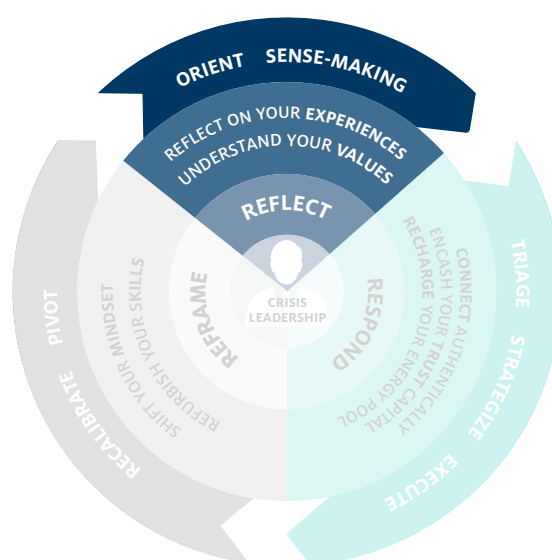 ORIENT SENSE-MAKING
REFLECT ON YOUR EXPERIENCES
UNDERSTAND YOUR VALUES
REFLECT
CRISIS
LEADERSHIP
RESPOND
CONNECT AUTHENTICALLY
ENCASH YOUR TRUST CAPITAL
RECHARGE YOUR ENERGY POOL
TRIAGE STRATEGIZE EXECUTE
REFRAME
REFURBISH YOUR SKILLS
SHIFT YOUR MINDSET
RECALIBRATE PIVOT